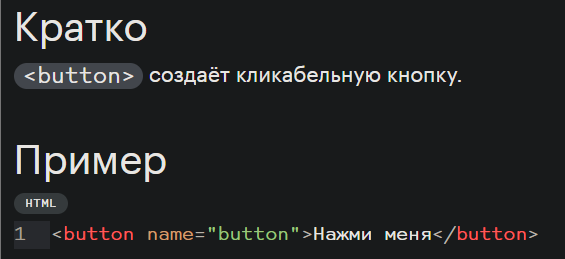 Кратко
<button> создаёт кликабельную кнопку.
Пример
HTML
1 <button name="button">Нажми меня</button>